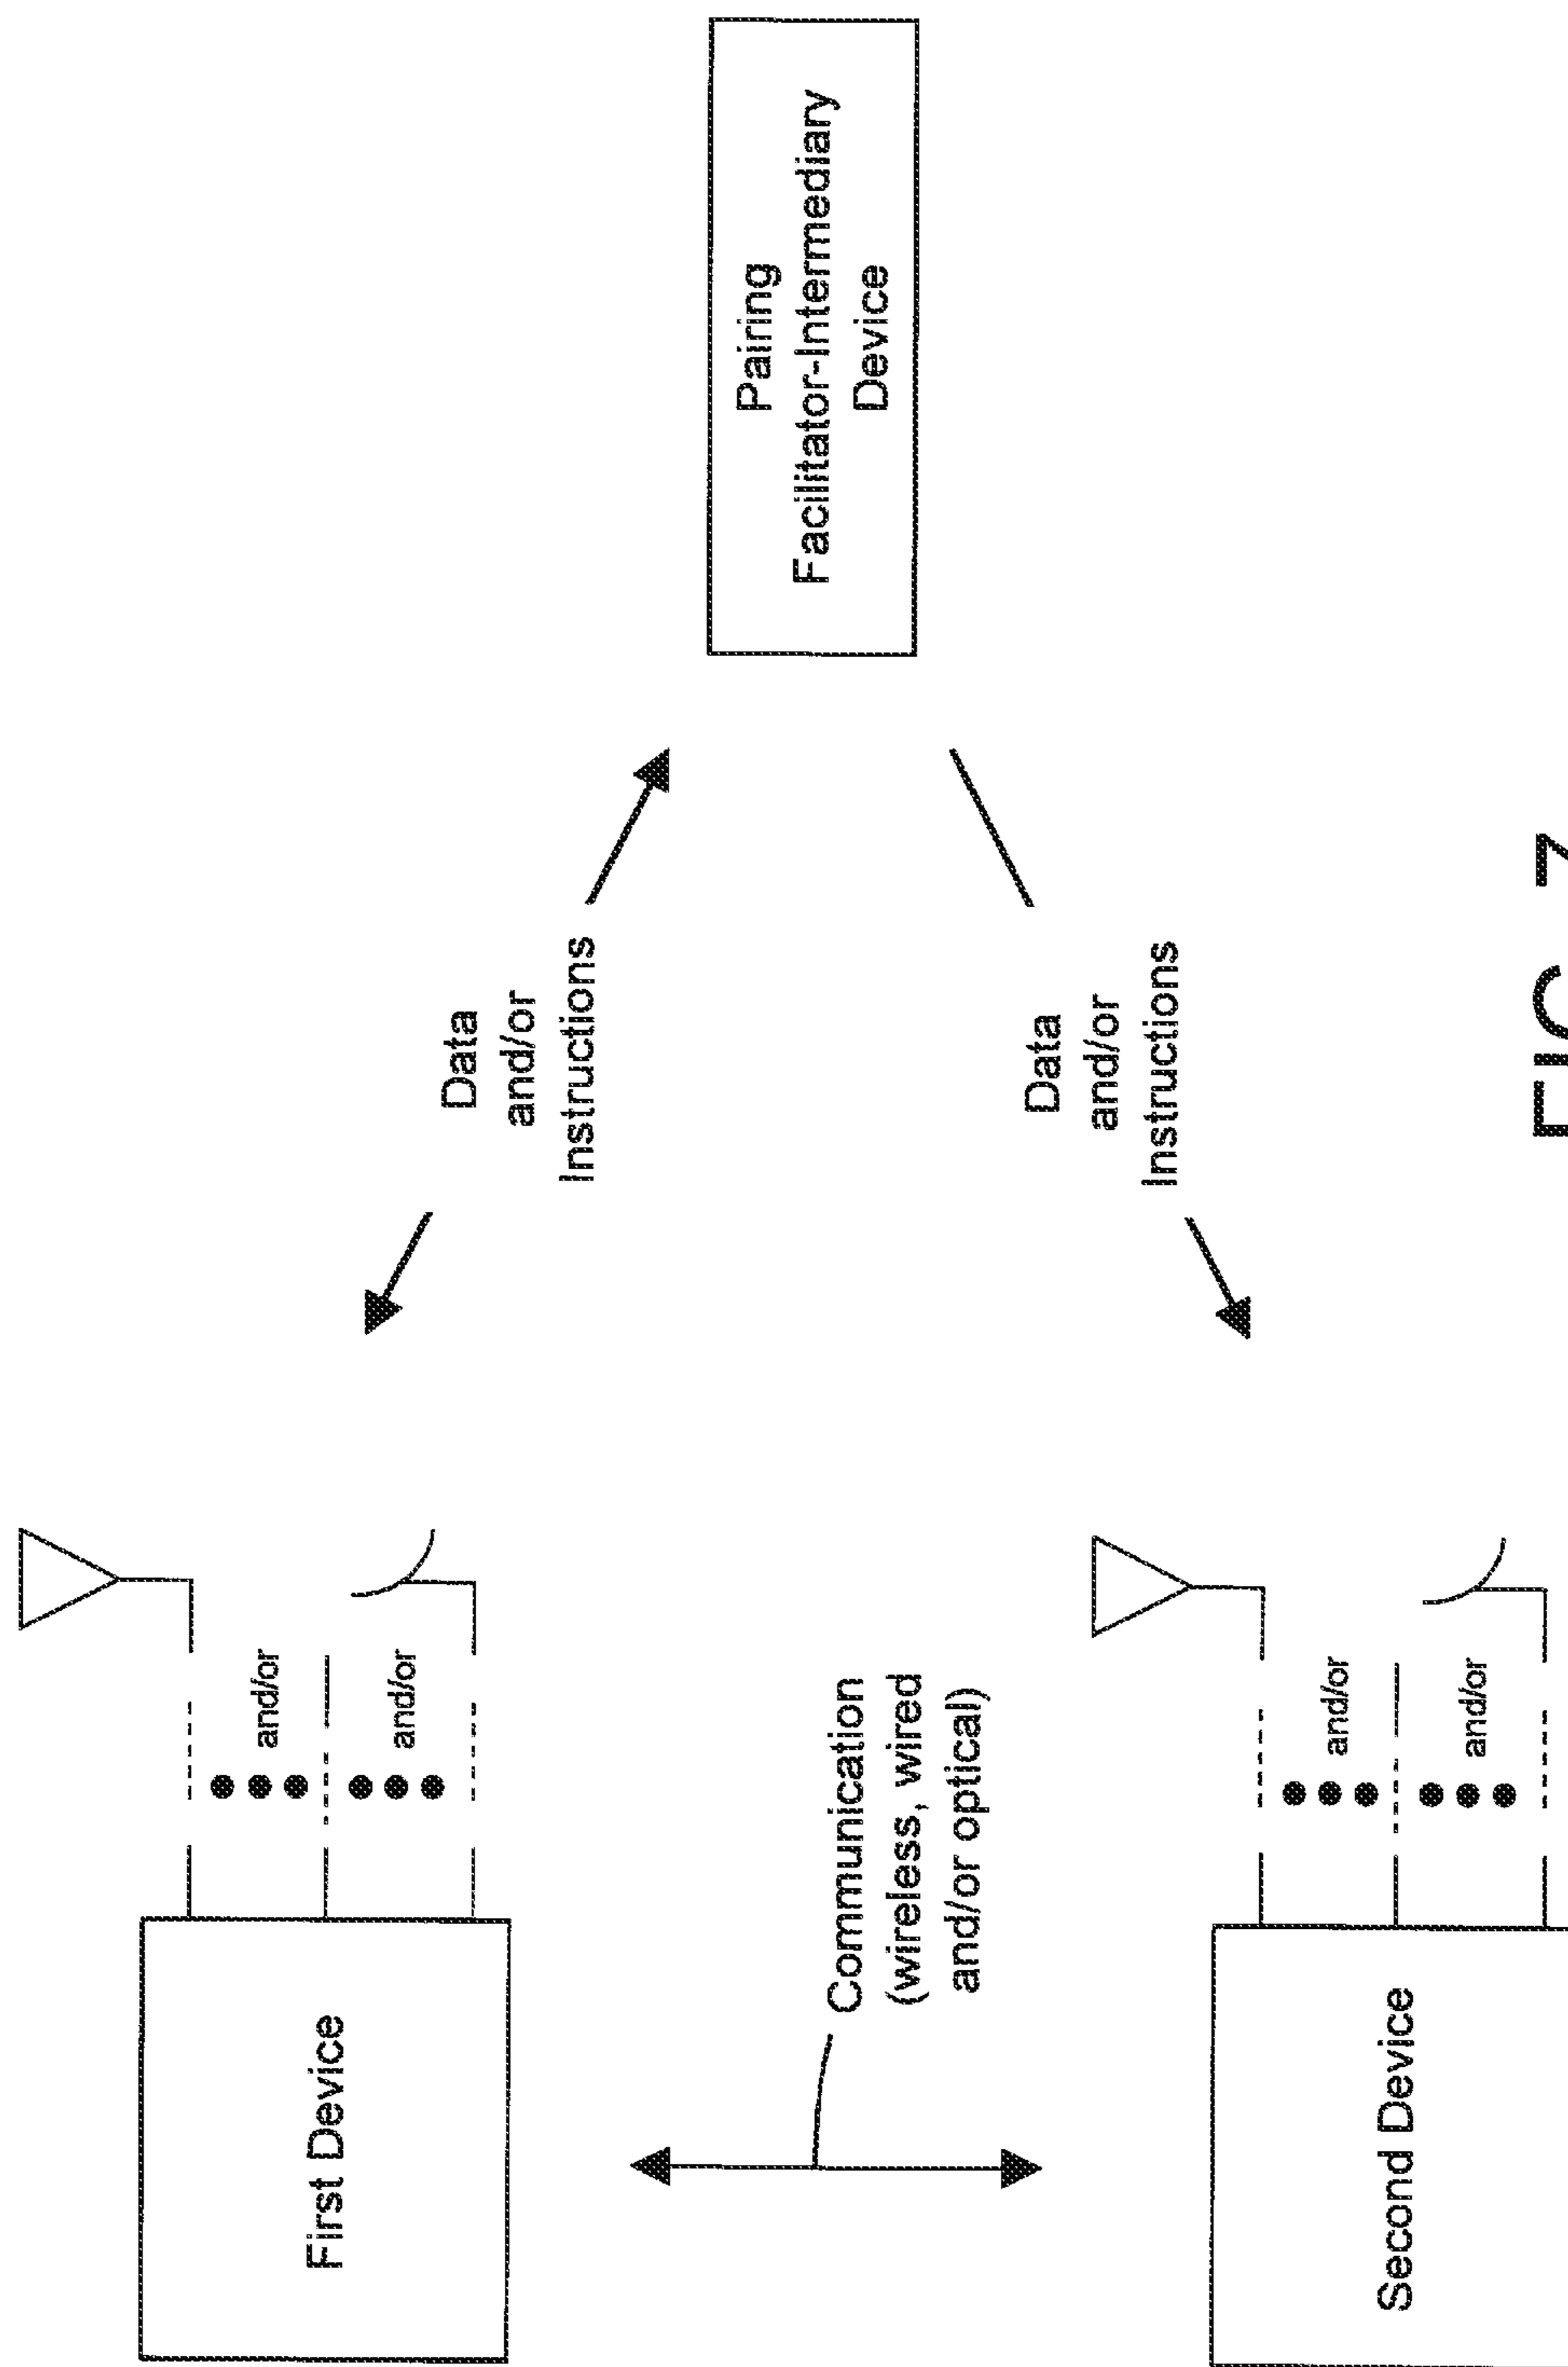 First Device
and/or
and/or
Data
and/or
Instructions
Pairing
Facilitator-Intermediary
Device
Communication
(wireless, wired
and/or optical)
Data
and/or
Instructions
Second Device
and/or
and/or